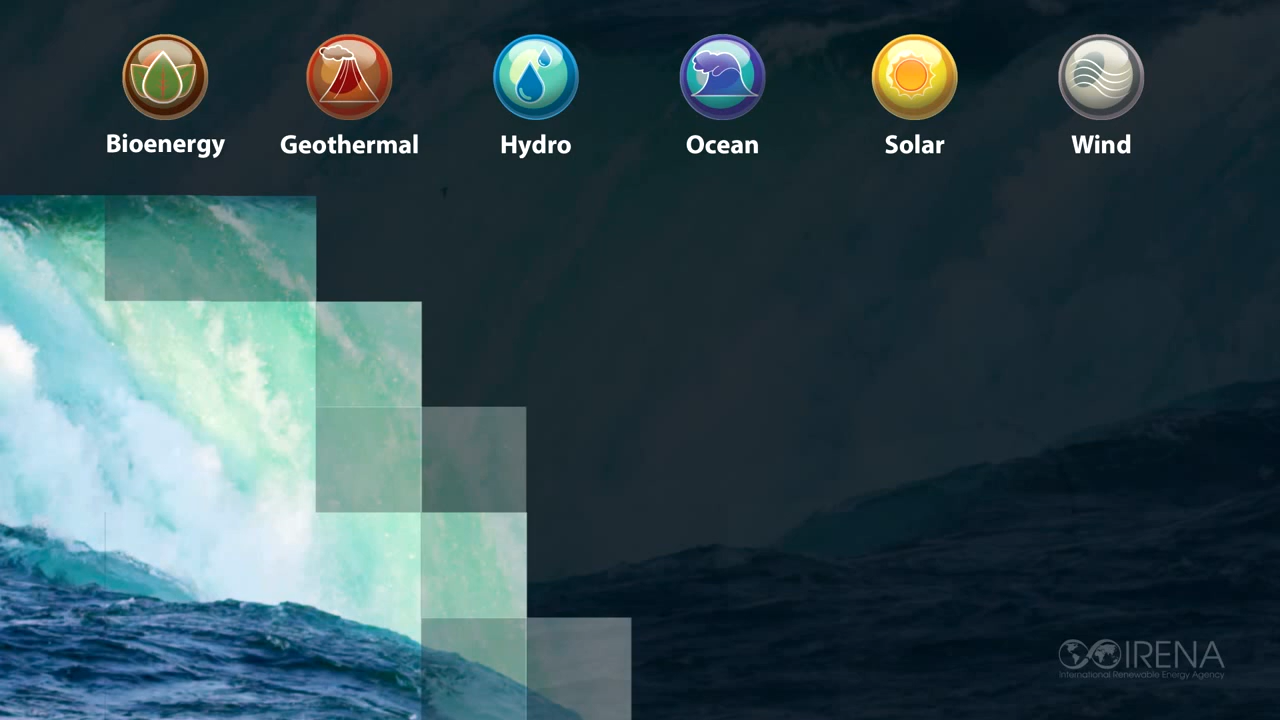 Bioenergy Geothermal Hydro Ocean Solar Wind
IRENA
International Renewable Energy Agency